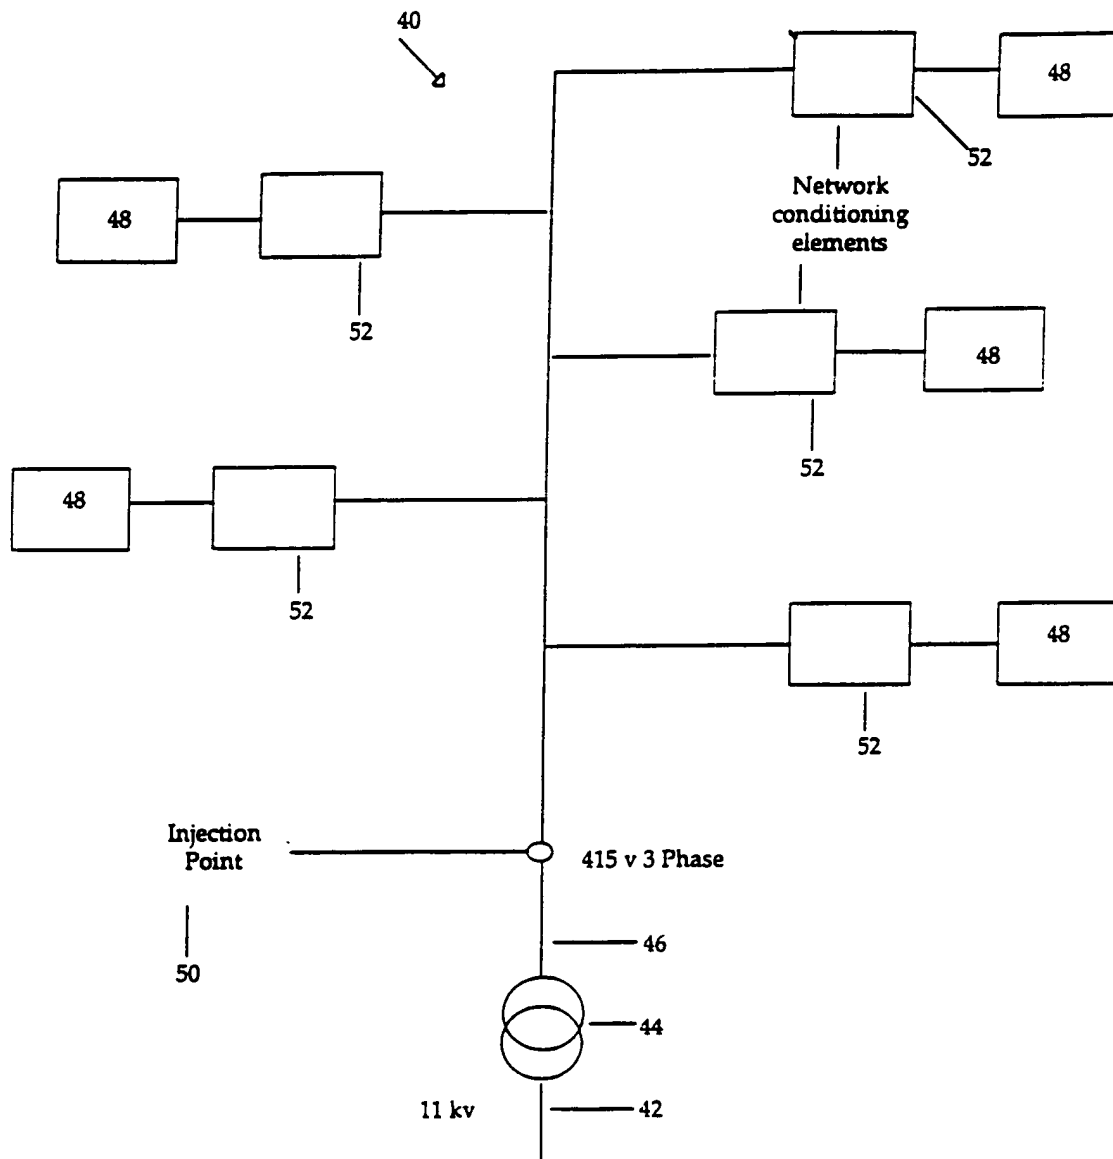 40
48
52
Network
conditioning
elements
48
52
48
52
48
52
48
52
Injection
Point
415 v 3 Phase
46
50
44
11 kv
42